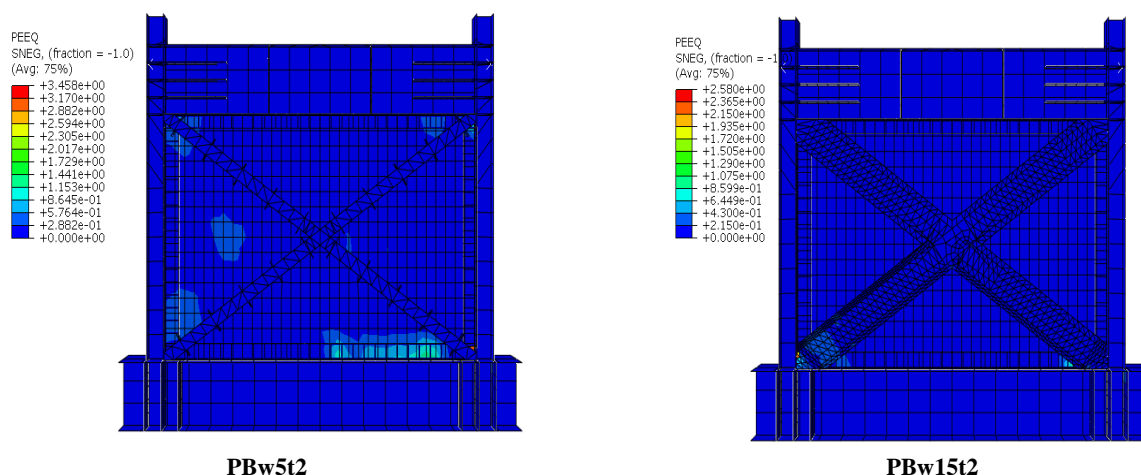 PEEQ
SNEG, (fraction = -1.0)
(Avg: 75%)
+3.458e+00
+3.170e+00
+2.882e+00
+2.594e+00
+2.305e+00
+2.017e+00
+1.729e+00
+1.441e+00
+1.153e+00
+8.645e-01
+5.764e-01
+2.882e-01
+0.000e+00
PBw5t2
PEEQ
SNEG, (fraction = -1
(Avg: 75%)
+2.580e+00
+2.365e+00
+2.150e+00
+1.935e+00
+1.720e+00
+1.505e+00
+1.290e+00
+1.075e+00
+8.599e-01
+6.449e-01
+4.300e-01
+2.150e-01
+0.000e+00
PBw15t2